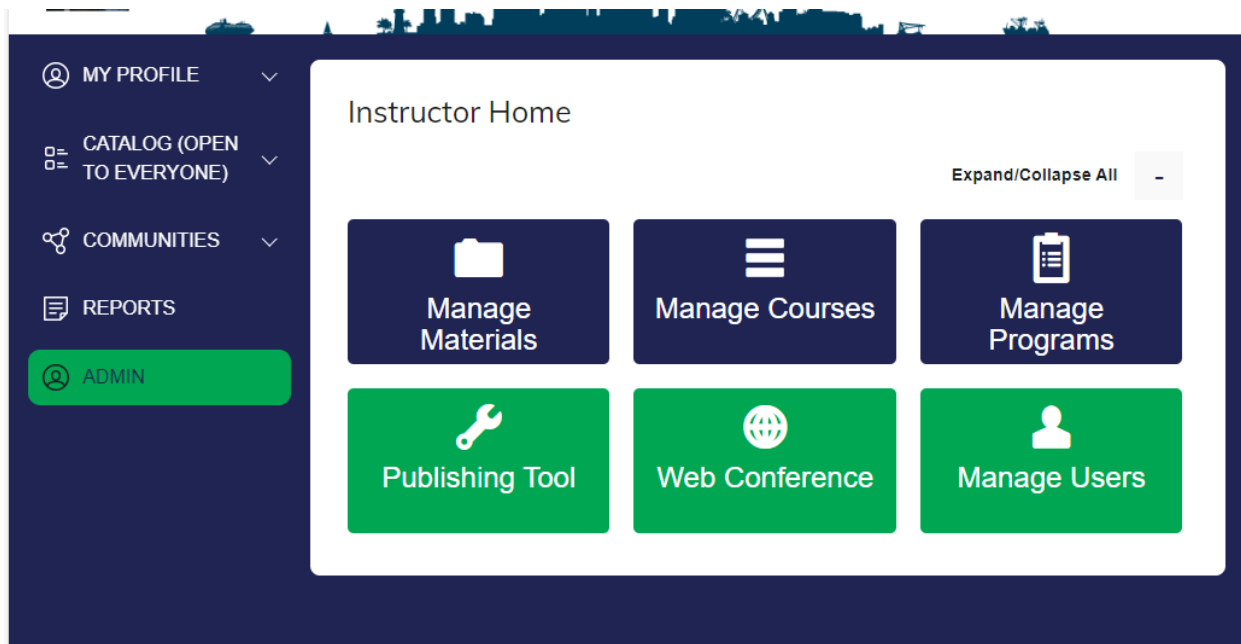 MY PROFILE
CATALOG (OPEN
TO EVERYONE)
COMMUNITIES
REPORTS
ADMIN
Instructor Home
Expand/Collapse All -
Manage
Materials
Manage Courses
Manage
Programs
Publishing Tool
Web Conference
Manage Users